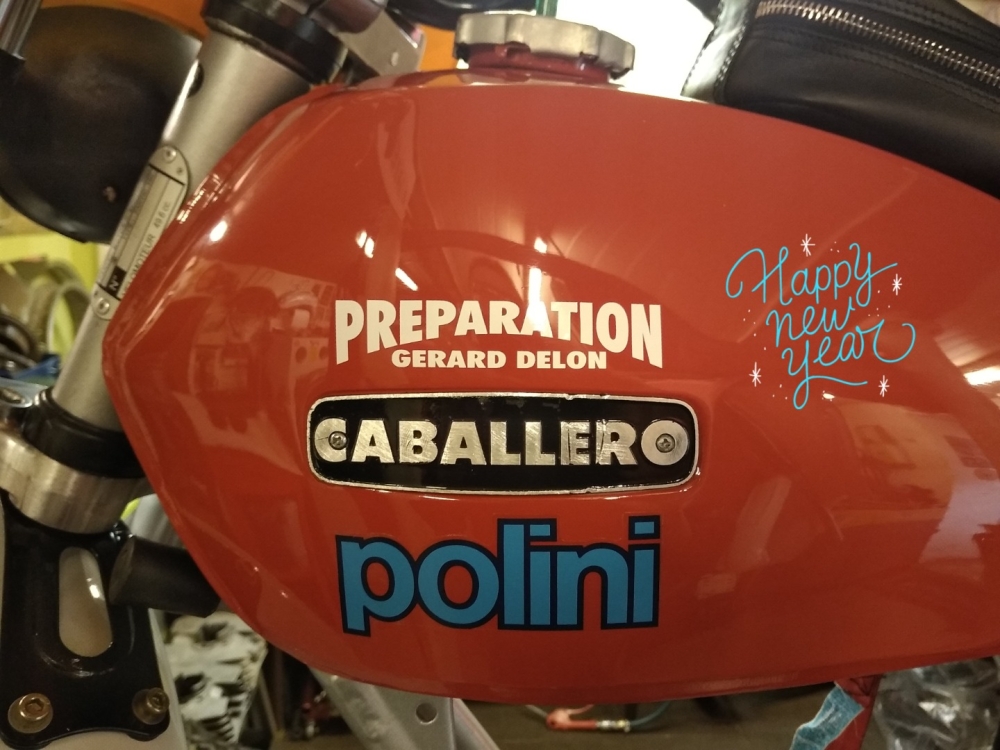 PREPARATION
GERARD DELON
CABALLERO
polini
Happy
new
year